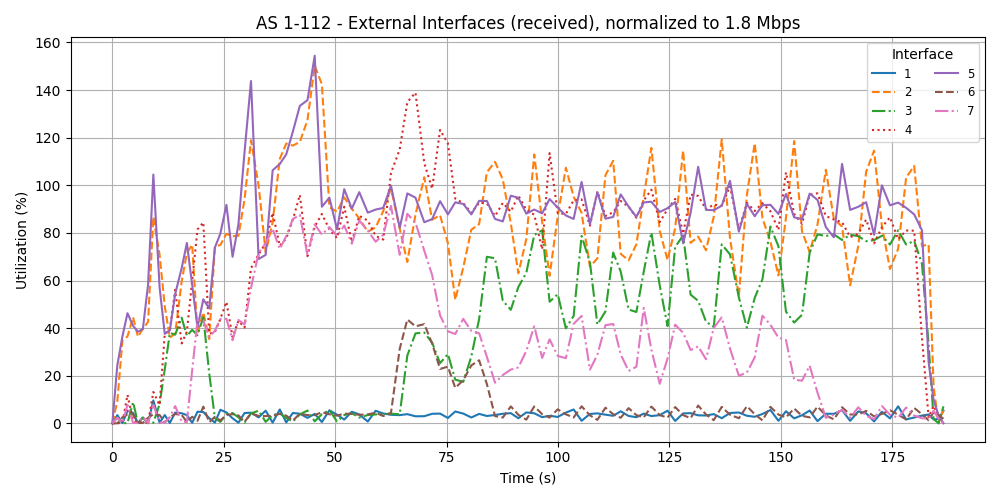 AS 1-112 - External Interfaces (received), normalized to 1.8 Mbps
Utilization (%)
160
140
120
100
80
60
40
20
0
0 25 50 75 100 125 150 175
Time (s)
Interface
1 5
2 6
3 7
4